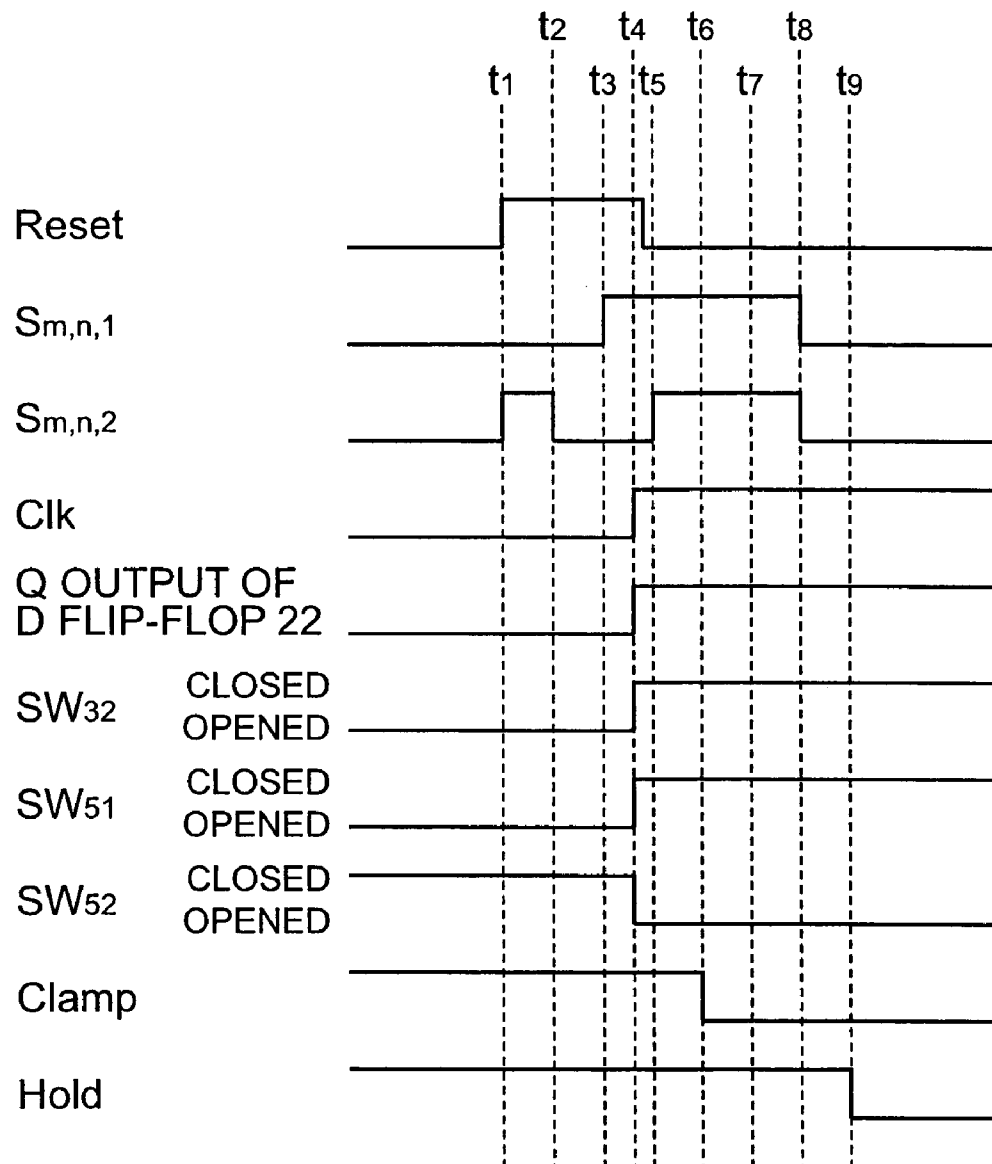 t2 t4 t6 t8
t1 t3 t5 t7 t9
Reset
Sm,n,1
Sm,n,2
Clk
Q OUTPUT OF
D FLIP-FLOP 22
SW32 CLOSED
OPENED
SW51 CLOSED
OPENED
SW52 CLOSED
OPENED
Clamp
Hold